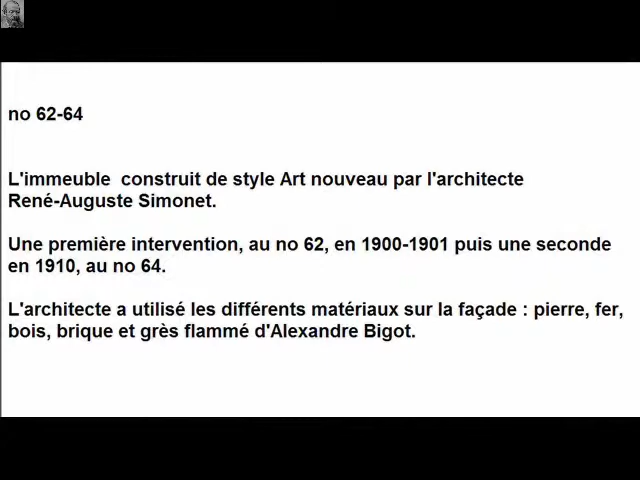 no 62-64
L'immeuble  construit de style Art nouveau par l'architecte
René-Auguste Simonet.
Une première intervention, au no 62, en 1900-1901 puis une seconde
en 1910, au no 64.
L'architecte a utilisé les différents matériaux sur la façade : pierre, fer,
bois, brique et grès flammé d'Alexandre Bigot.